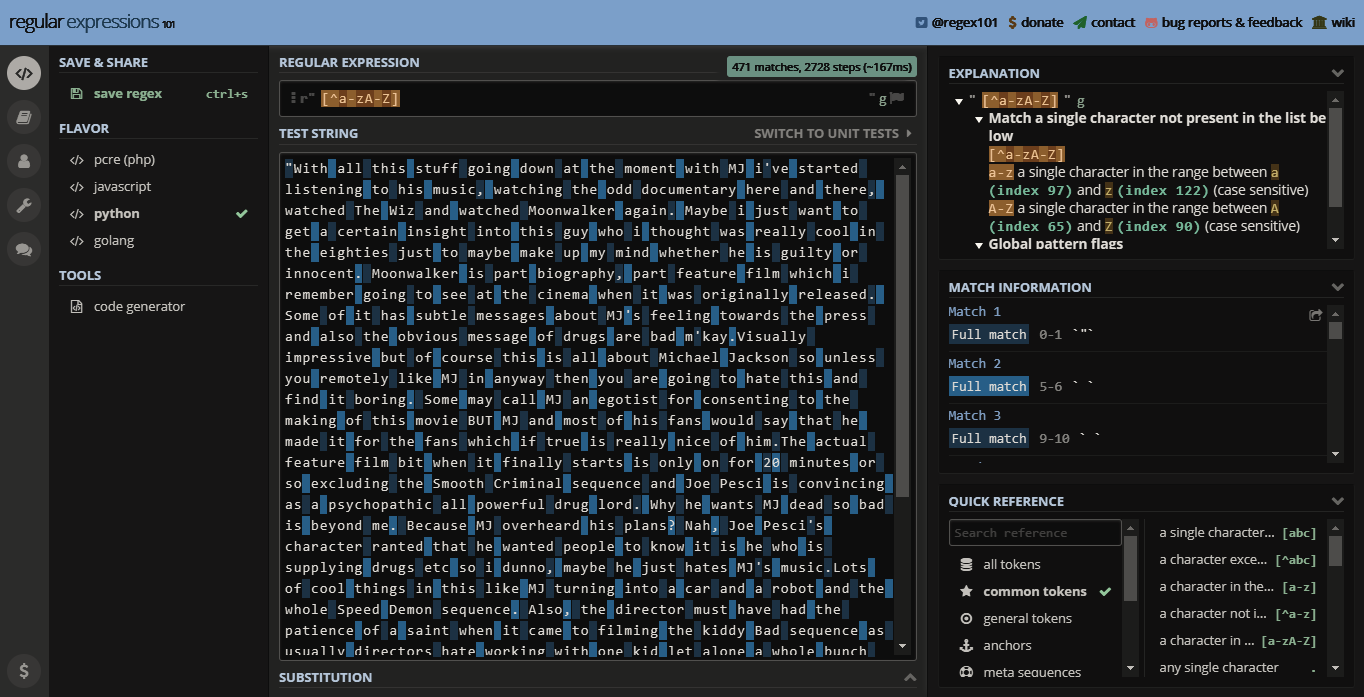 regular expressions 101
@regex101
donate
contact
bug reports & feedback
wiki
SAVE & SHARE
save regex ctrl+s
FLAVOR
</> pcre (php)
</> javascript
</> python
</> golang
TOOLS
code generator
$
REGULAR EXPRESSION
471 matches, 2728 steps (~167ms)
r" [^a-zA-Z] " g
TEST STRING
SWITCH TO UNIT TESTS
"With all this stuff going down at the moment with MJ i've started
listening to his music, watching the odd documentary here and there,
watched The Wiz and watched Moonwalker again. Maybe i just want to
get a certain insight into this guy who i thought was really cool in
the eighties just to maybe make up my mind whether he is guilty or
innocent. Moonwalker is part biography, part feature film which i
remember going to see at the cinema when it was originally released.
Some of it has subtle messages about MJ's feeling towards the press
and also the obvious message of drugs are bad m'kay.Visually
impressive but of course this is all about Michael Jackson so unless
you remotely like MJ in anyway then you are going to hate this and
find it boring. Some may call MJ an egotist for consenting to the
making of this movie BUT MJ and most of his fans would say that he
made it for the fans which if true is really nice of him.The actual
feature film bit when it finally starts is only on for 20 minutes or
so excluding the Smooth Criminal sequence and Joe Pesci is convincing
as a psychopathic all powerful drug lord. Why he wants MJ dead so bad
is beyond me. Because MJ overheard his plans? Nah, Joe Pesci's
character ranted that he wanted people to know it is he who is
supplying drugs etc so i dunno, maybe he just hates MJ's music.Lots
of cool things in this like MJ turning into a car and a robot and the
whole Speed Demon sequence. Also, the director must have had the
patience of a saint when it came to filming the kiddy Bad sequence as
usually directors hate working with one kid let alone a whole bunch
SUBSTITUTION
EXPLANATION
" [^a-zA-Z] " g
Match a single character not present in the list be
low
[^a-zA-Z]
a-z a single character in the range between a
(index 97) and z (index 122) (case sensitive)
A-Z a single character in the range between A
(index 65) and Z (index 90) (case sensitive)
Global pattern flags
MATCH INFORMATION
Match 1
Full match 0-1 `"`
Match 2
Full match 5-6 ` `
Match 3
Full match 9-10 ` `
QUICK REFERENCE
Search reference
all tokens
common tokens
general tokens
anchors
meta sequences
a single character... [abc]
a character exce... [^abc]
a character in the... [a-z]
a character not i... [^a-z]
a character in ... [a-zA-Z]
any single character .